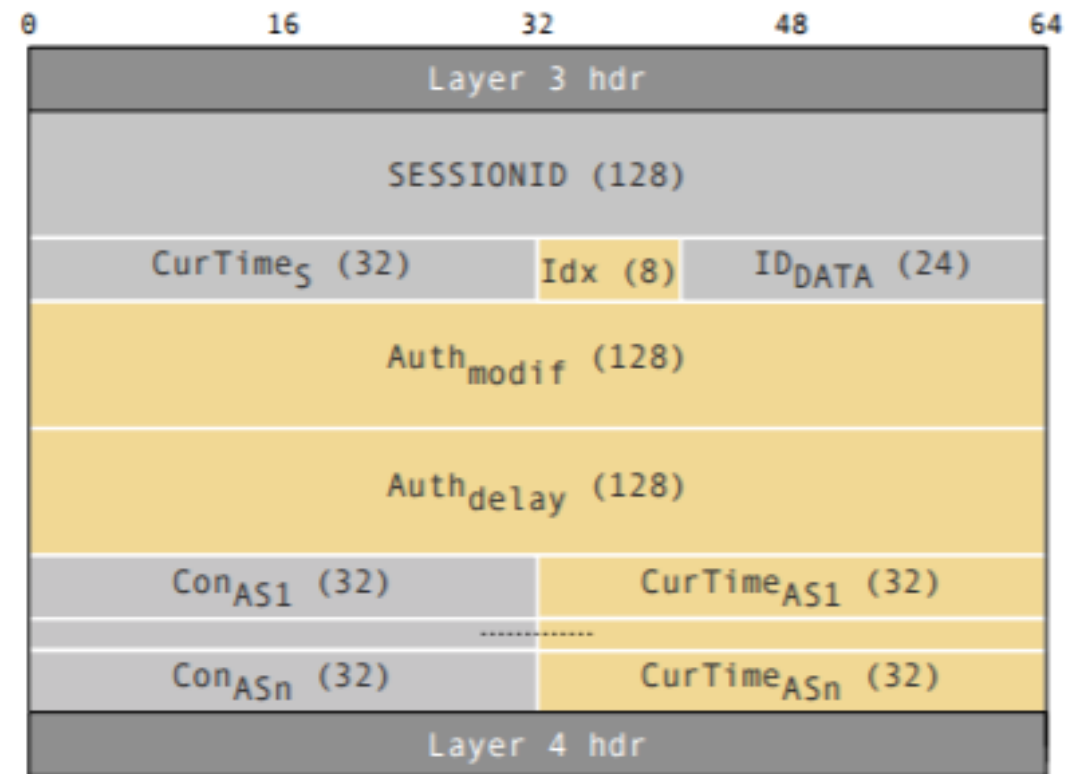 0 16 32 48 64
Layer 3 hdr
SESSIONID (128)
CurTimeS (32) Idx (8) IDDATA (24)
Authmodif (128)
Authdelay (128)
ConAS1 (32) CurTimeAS1 (32)
ConASn (32) CurTimeASn (32)
Layer 4 hdr